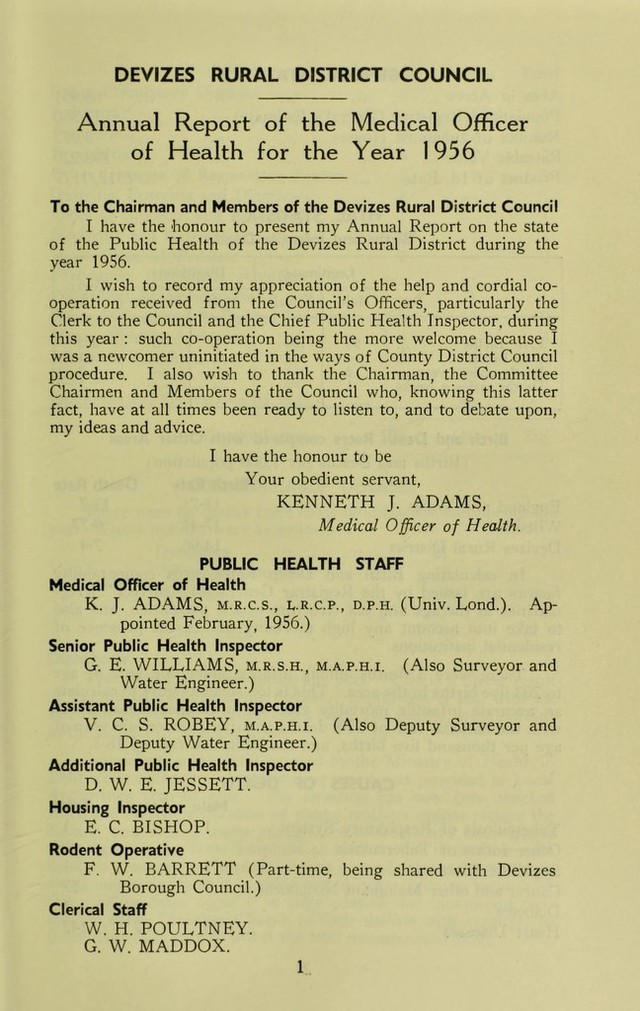 DEVIZES RURAL DISTRICT COUNCIL
Annual Report of the Medical Officer
of Health for the Year 1956
To the Chairman and Members of the Devizes Rural District Council
I have the honour to present my Annual Report on the state
of the Public Health of the Devizes Rural District during the
year 1956.
I wish to record my appreciation of the help and cordial co-
operation received from the Council's Officers, particularly the
Clerk to the Council and the Chief Public Health Inspector, during
this year : such co-operation being the more welcome because I
was a newcomer uninitiated in the ways of County District Council
procedure. I also wish to thank the Chairman, the Committee
Chairmen and Members of the Council who, knowing this latter
fact, have at all times been ready to listen to, and to debate upon,
my ideas and advice.
I have the honour to be
Your obedient servant,
KENNETH J. ADAMS,
Medical Officer of Health.
PUBLIC HEALTH STAFF
Medical Officer of Health
K. J. ADAMS, M.R.C.S., L.R.C.P., D.P.H. (Univ. Lond.). Ap-
pointed February, 1956.)
Senior Public Health Inspector
G. E. WILLIAMS, M.R.S.H., M.A.P.H.I. (Also Surveyor and
Water Engineer.)
Assistant Public Health Inspector
V. C. S. ROBEY, M.A.P.H.I. (Also Deputy Surveyor and
Deputy Water Engineer.)
Additional Public Health Inspector
D. W. E. JESSETT.
Housing Inspector
E. C. BISHOP.
Rodent Operative
F. W. BARRETT (Part-time, being shared with Devizes
Borough Council.)
Clerical Staff
W. H. POULTNEY.
G. W. MADDOX.
1